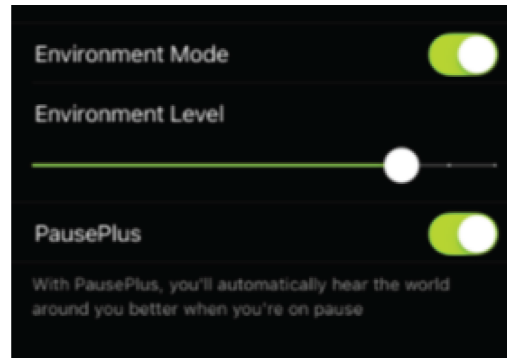 Environment Mode
Environment Level
PausePlus
With PausePlus, you'll automatically hear the world
around you better when you're on pause